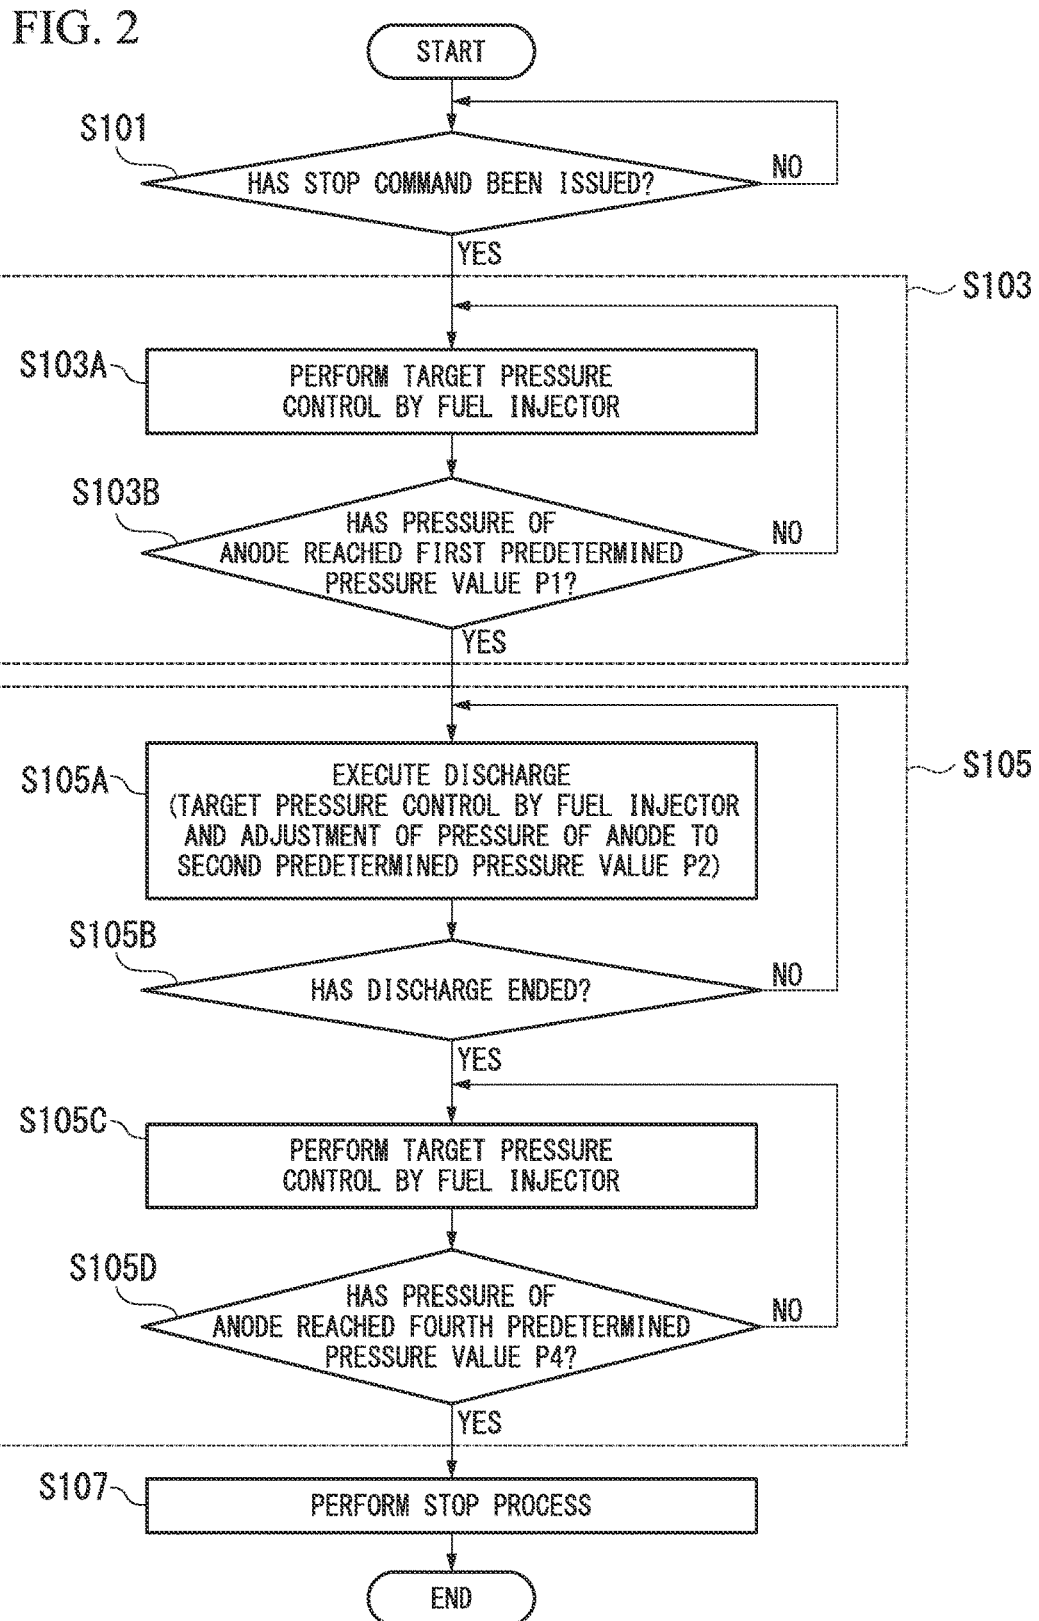 FIG. 2
START
S101
HAS STOP COMMAND BEEN ISSUED?
NO
YES
S103
S103A
PERFORM TARGET PRESSURE
CONTROL BY FUEL INJECTOR
S103B
HAS PRESSURE OF
ANODE REACHED FIRST PREDETERMINED
PRESSURE VALUE P1?
NO
YES
S105
S105A
EXECUTE DISCHARGE
(TARGET PRESSURE CONTROL BY FUEL INJECTOR
AND ADJUSTMENT OF PRESSURE OF ANODE TO
SECOND PREDETERMINED PRESSURE VALUE P2)
S105B
HAS DISCHARGE ENDED?
NO
YES
S105C
PERFORM TARGET PRESSURE
CONTROL BY FUEL INJECTOR
S105D
HAS PRESSURE OF
ANODE REACHED FOURTH PREDETERMINED
PRESSURE VALUE P4?
NO
YES
S107
PERFORM STOP PROCESS
END